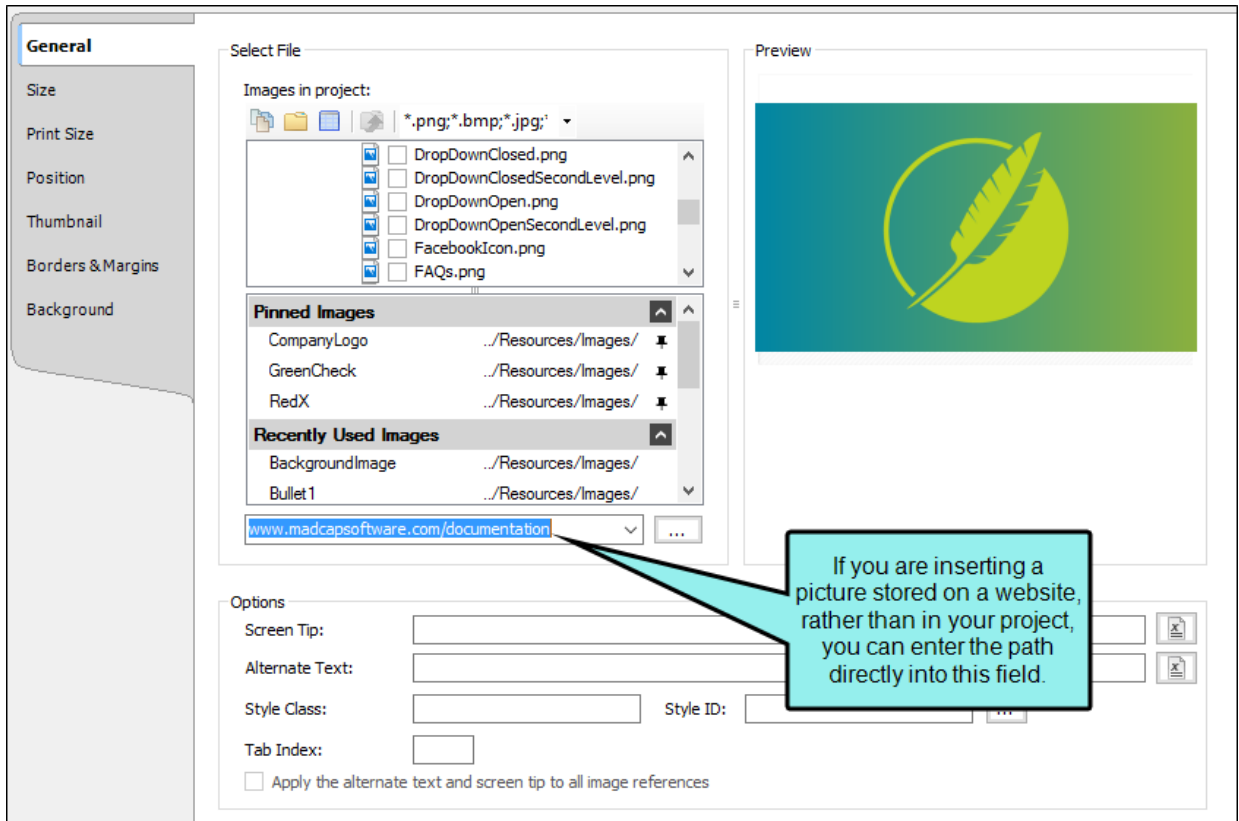 General
Size
Print Size
Position
Thumbnail
Borders & Margins
Background
Select File
Images in project:
*.png;*.bmp;*.jpg;*
DropDownClosed.png
DropDownClosedSecondLevel.png
DropDownOpen.png
DropDownOpenSecondLevel.png
FacebookIcon.png
FAQs.png
Pinned Images
CompanyLogo ../Resources/Images/
GreenCheck ../Resources/Images/
RedX ../Resources/Images/
Recently Used Images
BackgroundImage ../Resources/Images/
Bullet1 ../Resources/Images/
www.madcapsoftware.com/documentation
...
Preview
If you are inserting a
picture stored on a website,
rather than in your project,
you can enter the path
directly into this field.
Options
Screen Tip:
Alternate Text:
Style Class: Style ID: ...
Tab Index:
Apply the alternate text and screen tip to all image references